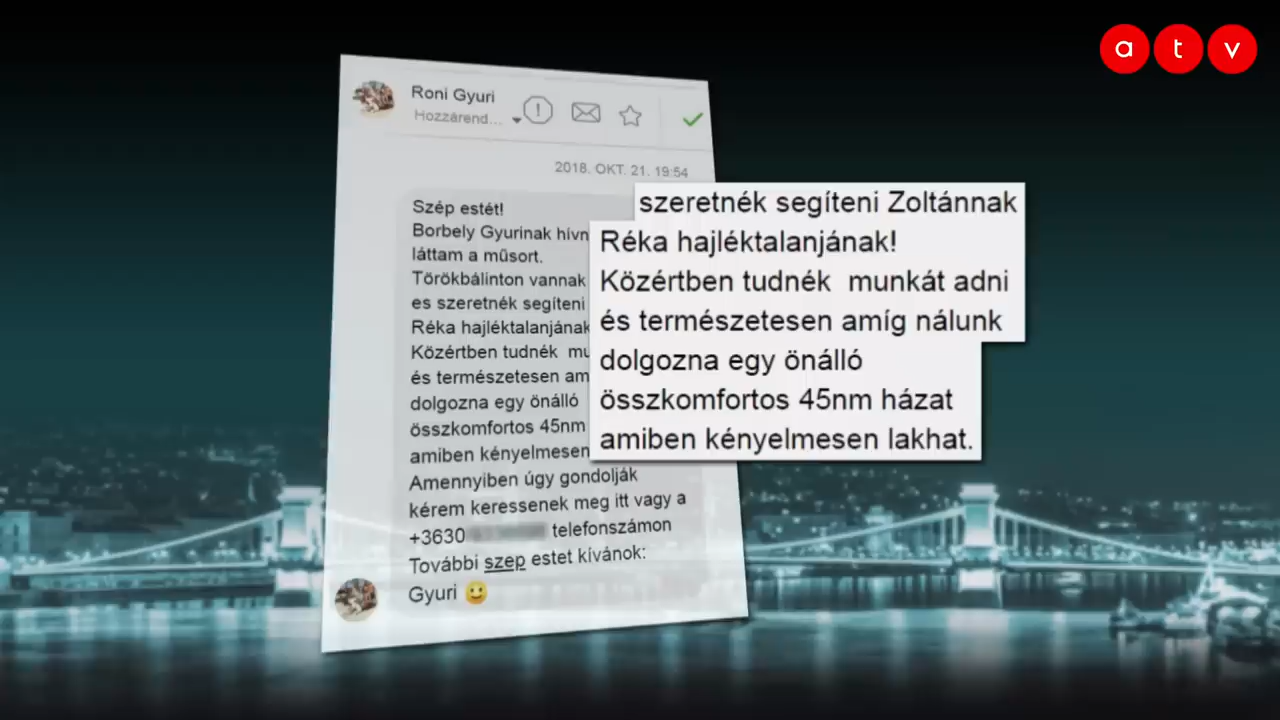 atv
Roni Gyuri
Hozzárend...
2018. OKT. 21. 19:54
Szép estét!
Borbely Gyurinak hívn
láttam a műsort.
Törökbálinton vannak
es szeretnék segíteni
Réka hajléktalanjának
Közértben tudnék mu
és természetesen am
dolgozna egy önálló
összkomfortos 45nm
amiben kényelmesen
Amennyiben úgy gondolják
kérem keressenek meg itt vagy a
+3630 telefonszámon
További szep estet kívánok:
Gyuri
szeretnék segíteni Zoltánnak
Réka hajléktalanjának!
Közértben tudnék munkát adni
és természetesen amíg nálunk
dolgozna egy önálló
összkomfortos 45nm házat
amiben kényelmesen lakhat.